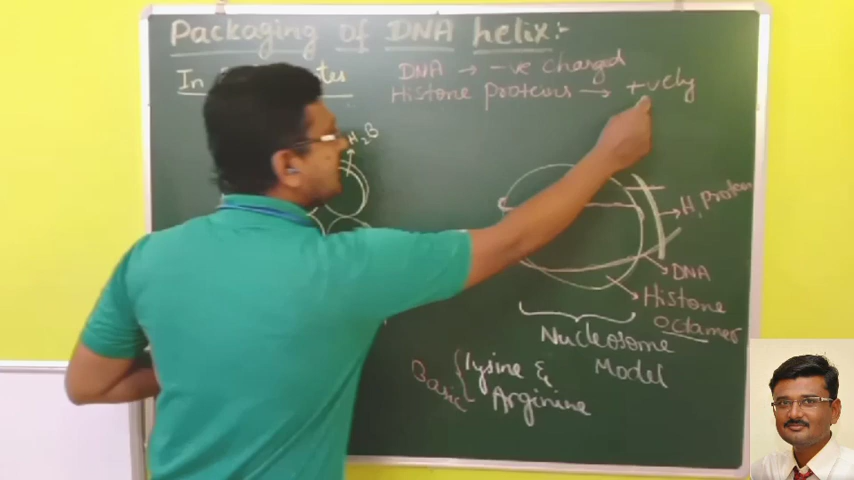 Packaging of DNA helix:-
In
DNA → -ve charged
Histone proteins → +vely
H2B
H1 Protein
DNA
Histone
octamer
Nucleosome
Model
Basic { lysine &
Arginine